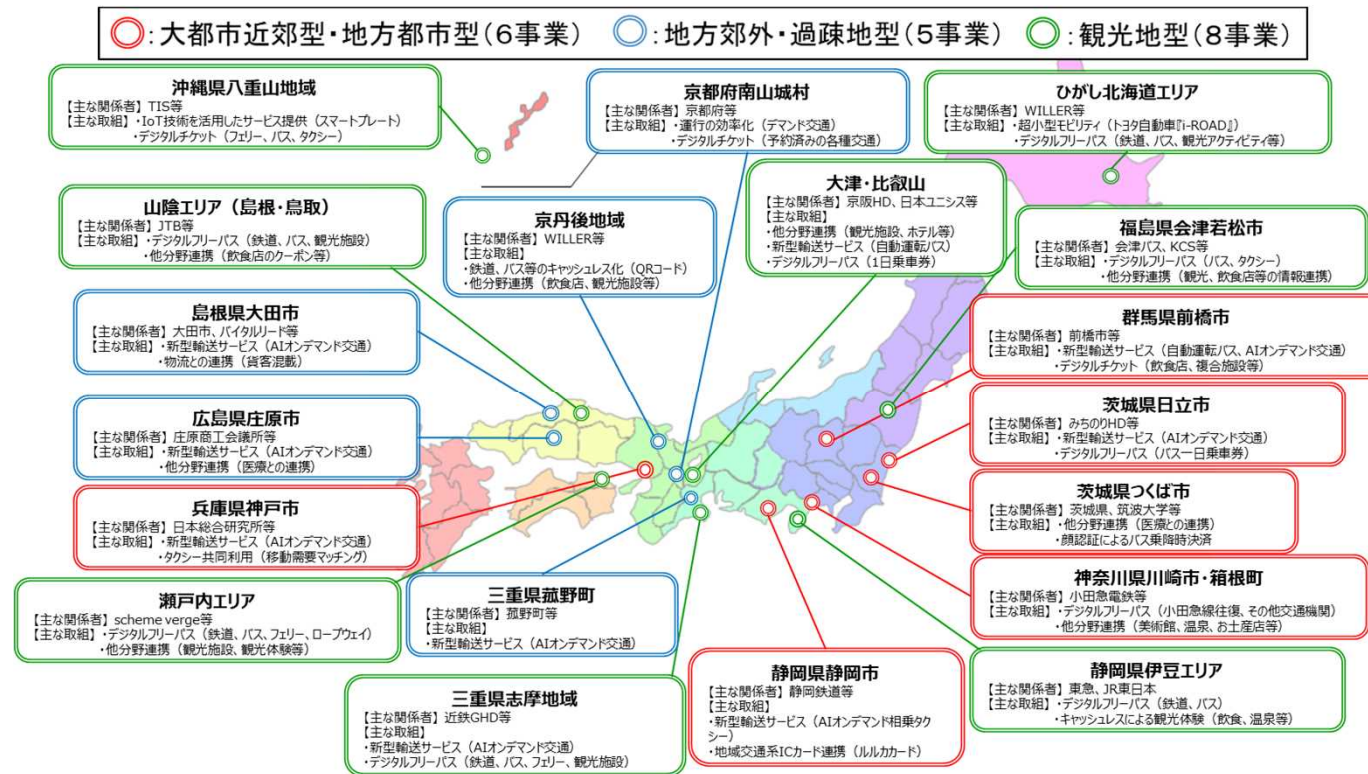 ○:大都市近郊型・地方都市型(6事業) ○:地方郊外・過疎地型(5事業) ○:観光地型(8事業)
沖縄県八重山地域
【主な関係者】TIS等
【主な取組】・IoT技術を活用したサービス提供(スマートプレート)
・デジタルチケット(フェリー、バス、タクシー)
京都府南山城村
【主な関係者】京都府等
【主な取組】・運行の効率化(デマンド交通)
・デジタルチケット(予約済みの各種交通)
ひがし北海道エリア
【主な関係者】WILLER等
【主な取組】・超小型モビリティ(トヨタ自動車『i-ROAD』)
・デジタルフリーパス(鉄道、バス、観光アクティビティ等)
山陰エリア(島根・鳥取)
【主な関係者】JTB等
【主な取組】・デジタルフリーパス(鉄道、バス、観光施設)
・他分野連携(飲食店のクーポン等)
京丹後地域
【主な関係者】WILLER等
【主な取組】
・鉄道、バス等のキャッシュレス化(QRコード)
・他分野連携(飲食店、観光施設等)
大津・比叡山
【主な関係者】京阪HD、日本ユニシス等
【主な取組】
・他分野連携(観光施設、ホテル等)
・新型輸送サービス(自動運転バス)
・デジタルフリーパス(1日乗車券)
福島県会津若松市
【主な関係者】会津バス、KCS等
【主な取組】・デジタルフリーパス(バス、タクシー)
・他分野連携(観光、飲食店等の情報連携)
島根県大田市
【主な関係者】大田市、バイタルリード等
【主な取組】・新型輸送サービス(AIオンデマンド交通)
・物流との連携(貨客混載)
群馬県前橋市
【主な関係者】前橋市等
【主な取組】・新型輸送サービス(自動運転バス、AIオンデマンド交通)
・デジタルチケット(飲食店、複合施設等)
広島県庄原市
【主な関係者】庄原商工会議所等
【主な取組】・新型輸送サービス(AIオンデマンド交通)
・他分野連携(医療との連携)
茨城県日立市
【主な関係者】みちのりHD等
【主な取組】・新型輸送サービス(AIオンデマンド交通)
・デジタルフリーパス(バス一日乗車券)
兵庫県神戸市
【主な関係者】日本総合研究所等
【主な取組】・新型輸送サービス(AIオンデマンド交通)
・タクシー共同利用(移動需要マッチング)
茨城県つくば市
【主な関係者】茨城県、筑波大学等
【主な取組】・他分野連携(医療との連携)
・顔認証によるバス乗降時決済
瀬戸内エリア
【主な関係者】scheme verge等
【主な取組】・デジタルフリーパス(鉄道、バス、フェリー、ロープウェイ)
・他分野連携(観光施設、観光体験等)
三重県菰野町
【主な関係者】菰野町等
【主な取組】
・新型輸送サービス(AIオンデマンド交通)
神奈川県川崎市・箱根町
【主な関係者】小田急電鉄等
【主な取組】・デジタルフリーパス(小田急線往復、その他交通機関)
・他分野連携(美術館、温泉、お土産店等)
三重県志摩地域
【主な関係者】近鉄GHD等
【主な取組】
・新型輸送サービス(AIオンデマンド交通)
・デジタルフリーパス(鉄道、バス、フェリー、観光施設)
静岡県静岡市
【主な関係者】静岡鉄道等
【主な取組】
・新型輸送サービス(AIオンデマンド相乗タク
シー)
・地域交通系ICカード連携(ルルカカード)
静岡県伊豆エリア
【主な関係者】東急、JR東日本
【主な取組】・デジタルフリーパス(鉄道、バス)
・キャッシュレスによる観光体験(飲食、温泉等)